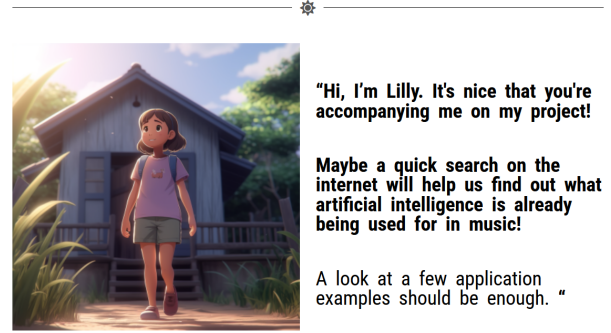 “Hi, I’m Lilly. It's nice that you're
accompanying me on my project!
Maybe a quick search on the
internet will help us find out what
artificial intelligence is already
being used for in music!
A look at a few application
examples should be enough. “